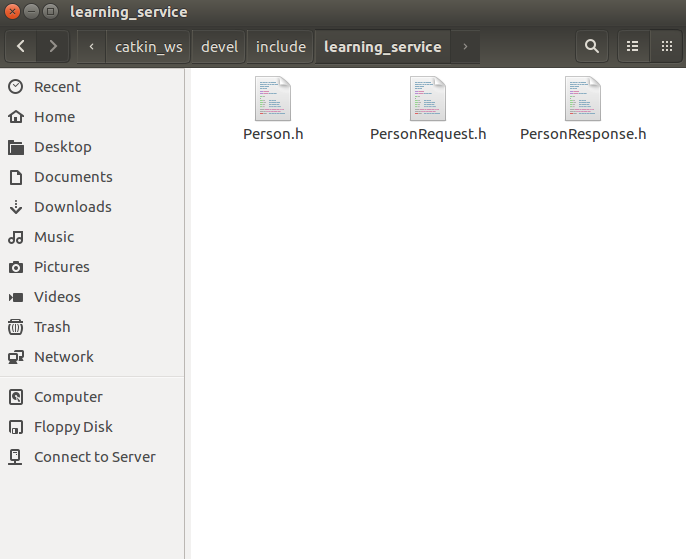 learning_service
catkin_ws devel include learning_service
Recent
Home
Desktop
Documents
Downloads
Music
Pictures
Videos
Trash
Network
Computer
Floppy Disk
Connect to Server
Person.h PersonRequest.h PersonResponse.h